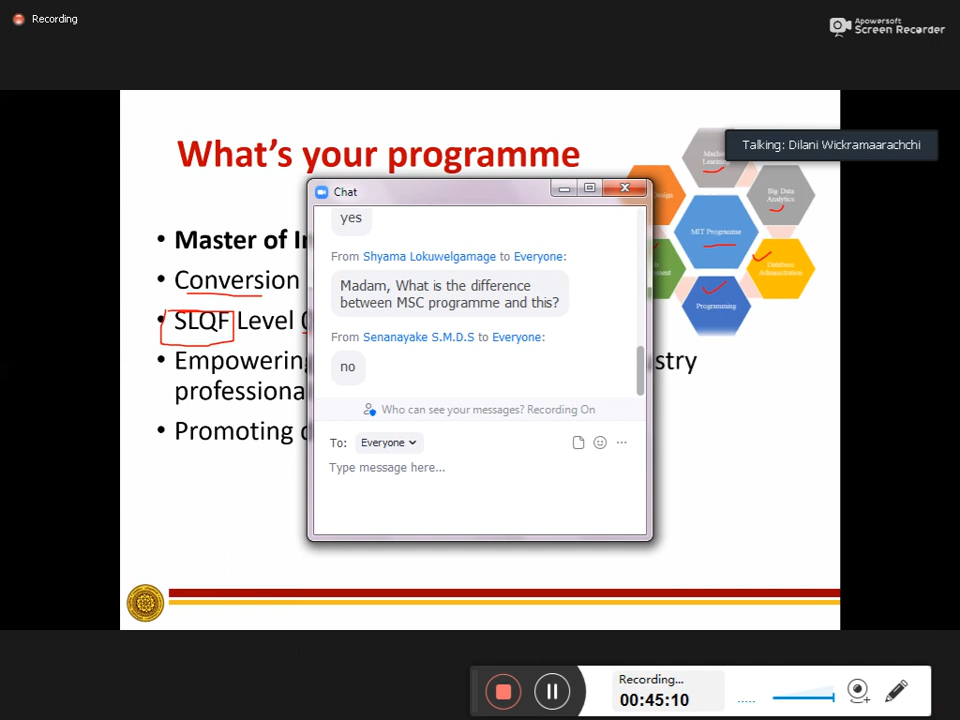 Recording
Apowersoft
Screen Recorder
What's your programme
Talking: Dilani Wickramaarachchi
Machine
Learning
Design
Big Data
Analytics
MIT Programme
Database
Administration
Programming
• Master of
• Conversion
• SLQF Level
• Empowering
professiona
• Promoting
Chat
yes
From Shyama Lokuwelgamage to Everyone:
Madam, What is the difference
between MSC programme and this?
From Senanayake S.M.D.S to Everyone:
no
Who can see your messages? Recording On
To: Everyone
Type message here...
Recording...
00:45:10